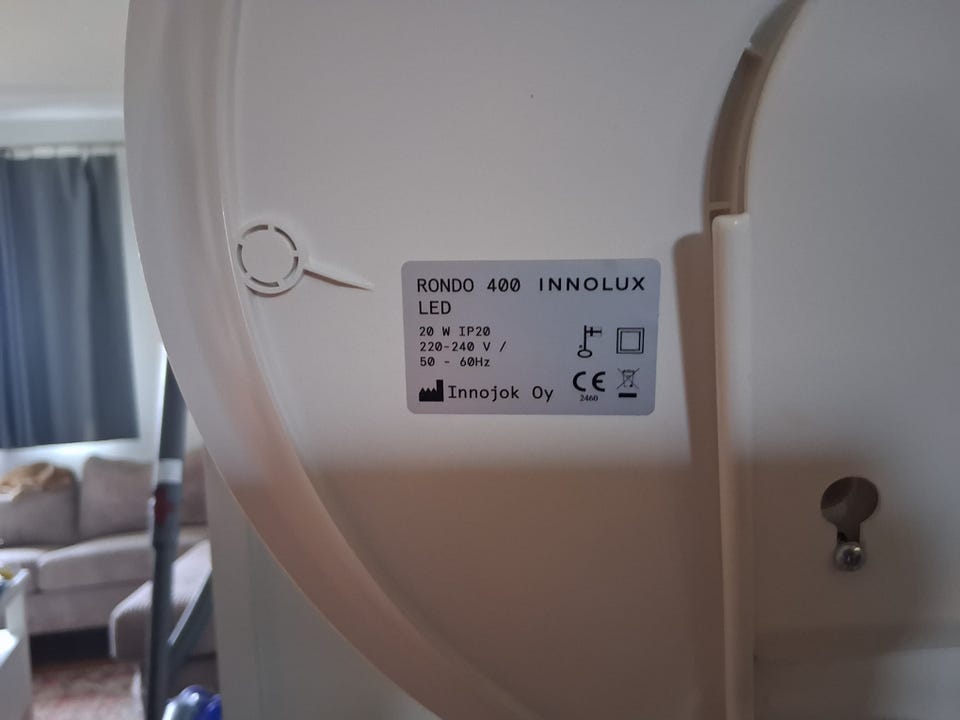 RONDO 400 INNOLUX
LED
20 W IP20
220-240 V /
50 - 60Hz
Innojok Oy
CE
2460